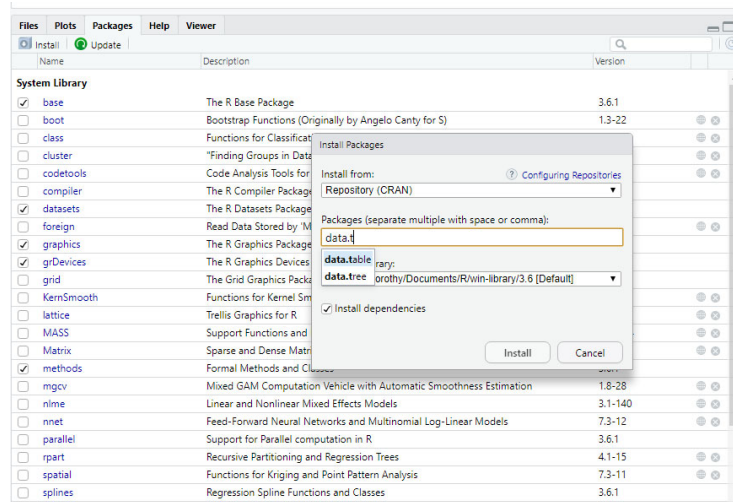 Files Plots Packages Help Viewer
Install Update
Name Description Version
System Library
base The R Base Package 3.6.1
boot Bootstrap Functions (Originally by Angelo Canty for S) 1.3-22
class Functions for Classificat
cluster "Finding Groups in Data
codetools Code Analysis Tools for
compiler The R Compiler Package
datasets The R Datasets Package
foreign Read Data Stored by 'M
graphics The R Graphics Package
grDevices The R Graphics Devices
grid The Grid Graphics Packa
KernSmooth Functions for Kernel Sm
lattice Trellis Graphics for R
MASS Support Functions and
Matrix Sparse and Dense Matri
methods Formal Methods and Classes 3.6.1
mgcv Mixed GAM Computation Vehicle with Automatic Smoothness Estimation 1.8-28
nlme Linear and Nonlinear Mixed Effects Models 3.1-140
nnet Feed-Forward Neural Networks and Multinomial Log-Linear Models 7.3-12
parallel Support for Parallel computation in R 3.6.1
rpart Recursive Partitioning and Regression Trees 4.1-15
spatial Functions for Kriging and Point Pattern Analysis 7.3-11
splines Regression Spline Functions and Classes 3.6.1
Install Packages
Install from: ? Configuring Repositories
Repository (CRAN)
Packages (separate multiple with space or comma):
data.t
data.table
data.tree
rary:
orothy/Documents/R/win-library/3.6 [Default]
Install dependencies
Install Cancel